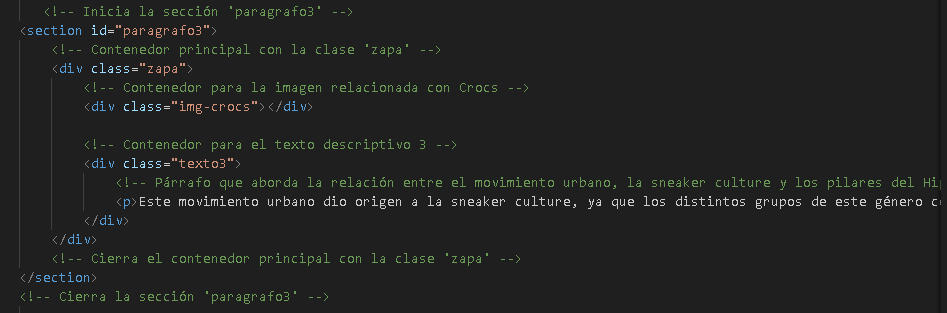 <!-- Inicia la sección 'paragrafo3' -->
<section id="paragrafo3">
<!-- Contenedor principal con la clase 'zapa' -->
<div class="zapa">
<!-- Contenedor para la imagen relacionada con Crocs -->
<div class="img-crocs"></div>
<!-- Contenedor para el texto descriptivo 3 -->
<div class="texto3">
<!-- Párrafo que aborda la relación entre el movimiento urbano, la sneaker culture y los pilares del Hi
<p>Este movimiento urbano dio origen a la sneaker culture, ya que los distintos grupos de este género c
</div>
</div>
<!-- Cierra el contenedor principal con la clase 'zapa' -->
</section>
<!-- Cierra la sección 'paragrafo3' -->